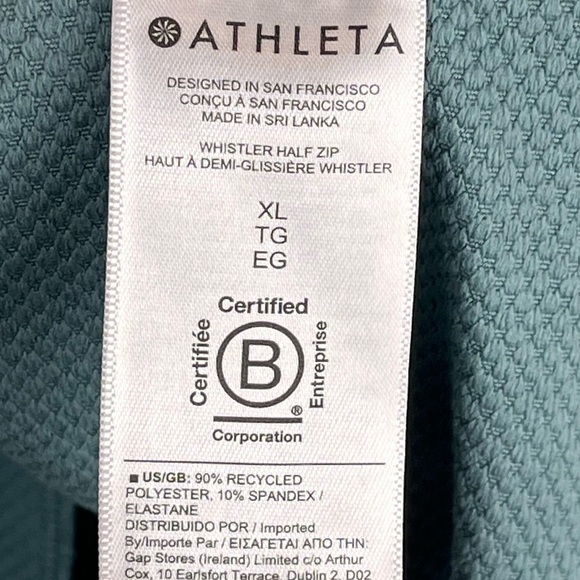 ATHLETA
DESIGNED IN SAN FRANCISCO
CONÇU À SAN FRANCISCO
MADE IN SRI LANKA
WHISTLER HALF ZIP
HAUT À DEMI-GLISSIÈRE WHISTLER
XL
TG
EG
Certified
Certifiée
B
Entreprise
®
Corporation
■ US/GB: 90% RECYCLED
POLYESTER, 10% SPANDEX /
ELASTANE
DISTRIBUIDO POR / Imported
By/Importe Par / ΕΙΣΑΓΕΤΑΙ ΑΠΟ ΤΗΝ:
Gap Stores (Ireland) Limited c/o Arthur
Cox, 10 Earlsfort Terrace, Dublin 2, D02